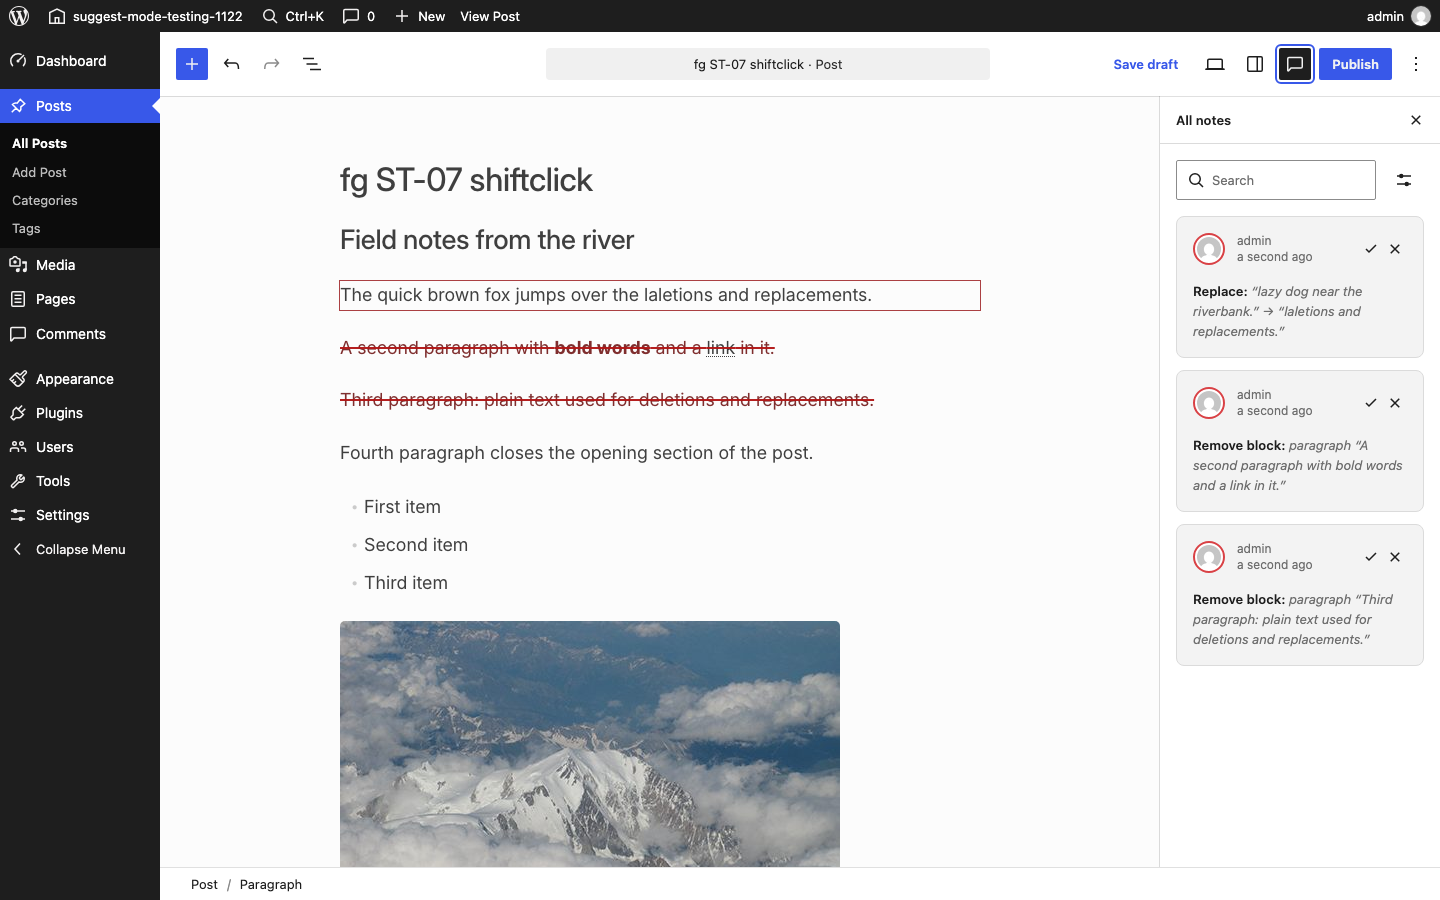 suggest-mode-testing-1122 Ctrl+K 0 New View Post admin
Dashboard
Posts
All Posts
Add Post
Categories
Tags
Media
Pages
Comments
Appearance
Plugins
Users
Tools
Settings
Collapse Menu
fg ST-07 shiftclick · Post
Save draft
Publish
fg ST-07 shiftclick
Field notes from the river
The quick brown fox jumps over the laletions and replacements.
A second paragraph with bold words and a link in it.
Third paragraph: plain text used for deletions and replacements.
Fourth paragraph closes the opening section of the post.
First item
Second item
Third item
All notes
Search
admin
a second ago
Replace: “lazy dog near the
riverbank.” → “laletions and
replacements.”
admin
a second ago
Remove block: paragraph “A
second paragraph with bold words
and a link in it.”
admin
a second ago
Remove block: paragraph “Third
paragraph: plain text used for
deletions and replacements.”
Post / Paragraph